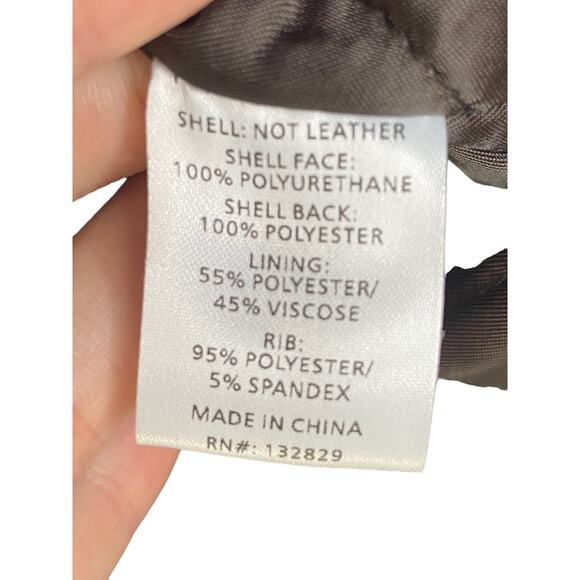 SHELL: NOT LEATHER
SHELL FACE:
100% POLYURETHANE
SHELL BACK:
100% POLYESTER
LINING:
55% POLYESTER/
45% VISCOSE
RIB:
95% POLYESTER/
5% SPANDEX
MADE IN CHINA
RN#: 132829